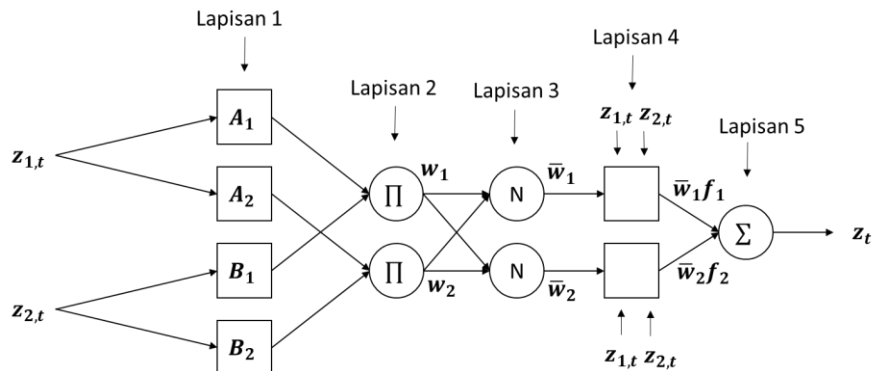 Lapisan 1
Lapisan 2
Lapisan 3
Lapisan 4
Lapisan 5
z₁,ₜ
z₂,ₜ
A₁
A₂
B₁
B₂
∏
∏
w₁
w₂
N
N
w̅₁
w̅₂
z₁,ₜ z₂,ₜ
z₁,ₜ z₂,ₜ
w̅₁f₁
w̅₂f₂
∑
zₜ